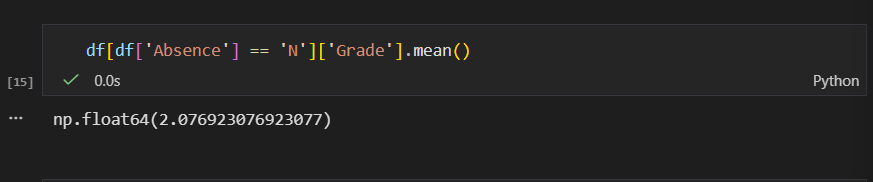 df[df['Absence'] == 'N']['Grade'].mean()
[15]
0.0s
Python
np.float64(2.076923076923077)